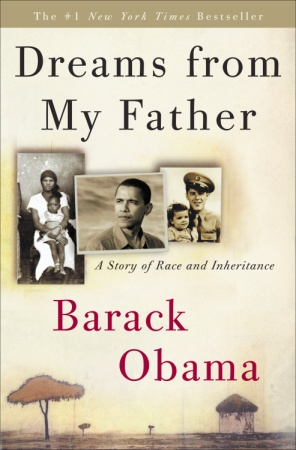 The #1 New York Times Bestseller
Dreams from
My Father
A Story of Race and Inheritance
Barack
Obama